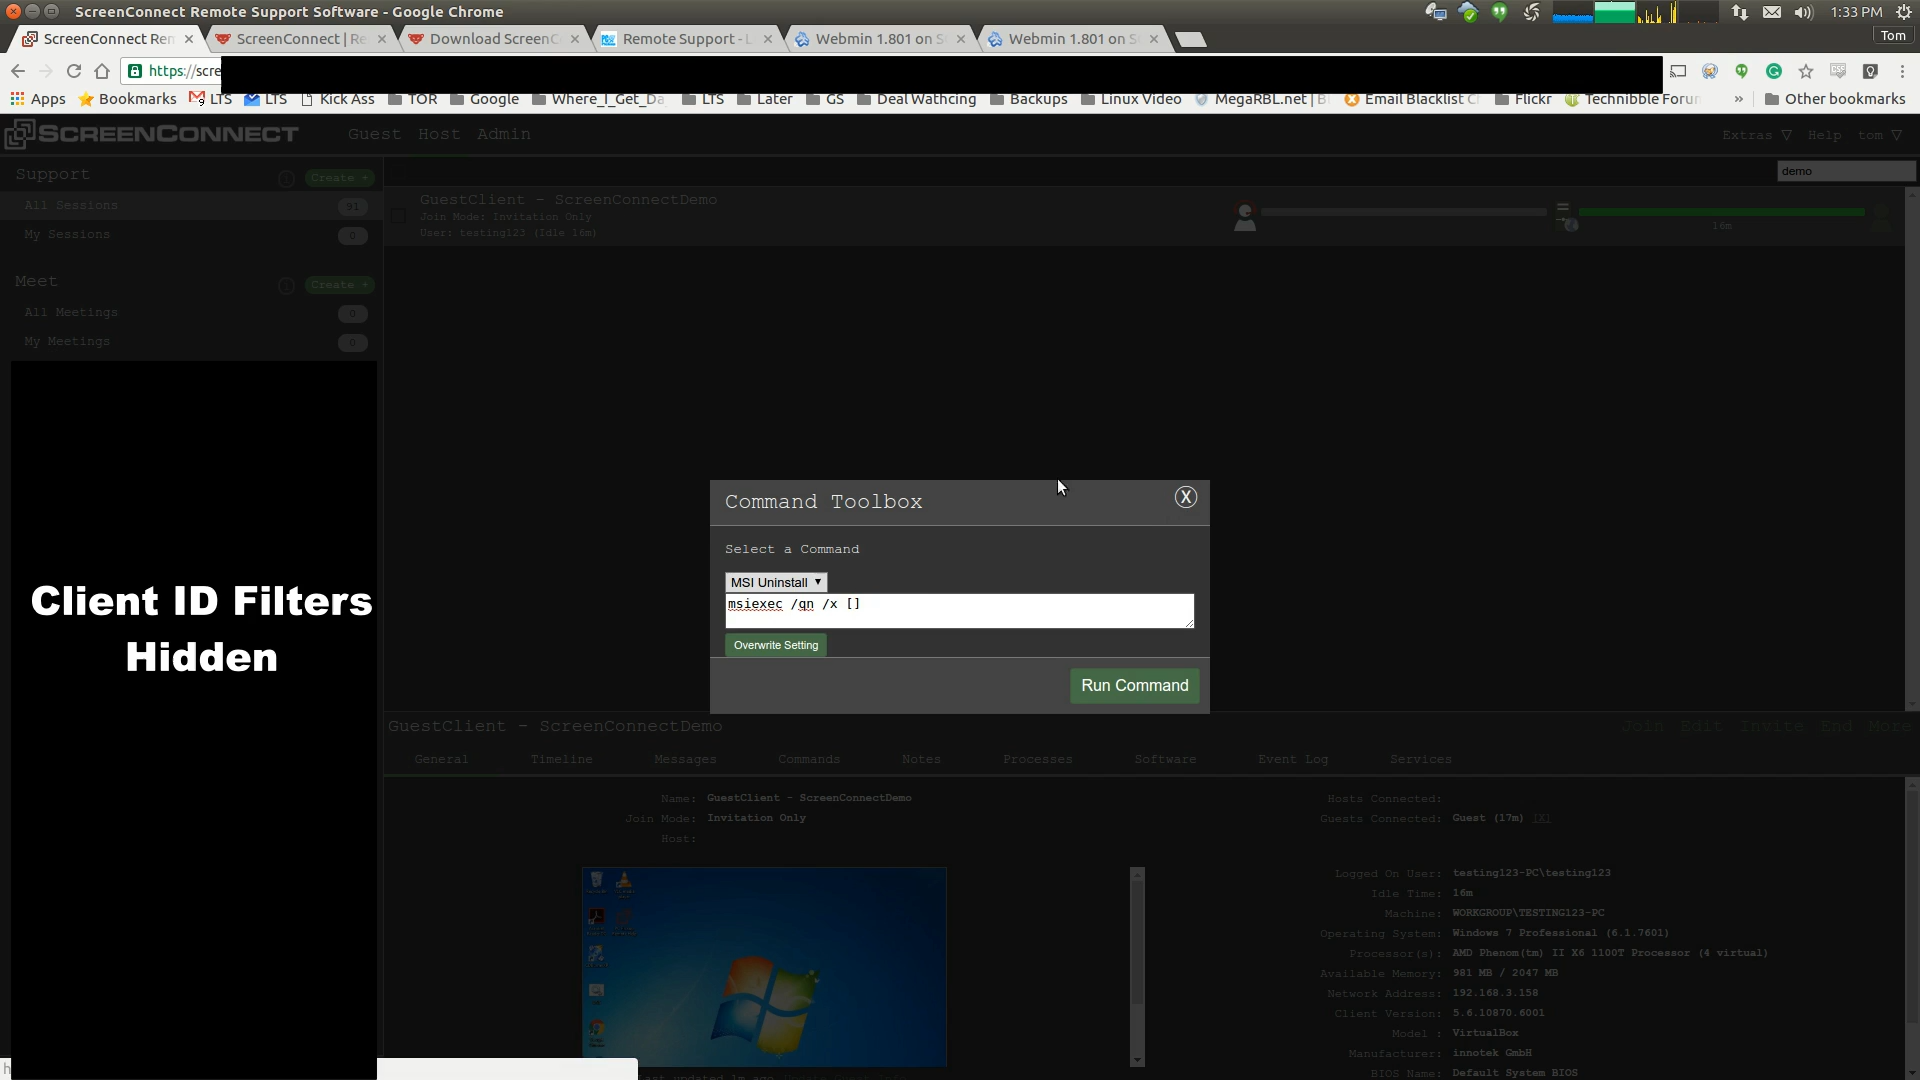 ScreenConnect Remote Support Software - Google Chrome
1:33 PM
ScreenConnect Rem
ScreenConnect | Re
Download ScreenC
Remote Support - L
Webmin 1.801 on S
Webmin 1.801 on S
Tom
https://scre
Apps
Bookmarks
LTS
LTS
Kick Ass
TOR
Google
Where_I_Get_Da
LTS
Later
GS
Deal Wathcing
Backups
Linux Video
MegaRBL.net | Bl
Email Blacklist C
Flickr
Technibble Forun
»
Other bookmarks
SCREENCONNECT
Guest Host Admin
Extras ▽ Help tom ▽
Support
Create +
demo
All Sessions 91
My Sessions 0
GuestClient - ScreenConnectDemo
Join Mode: Invitation Only
User: testing123 (Idle 16m)
16m
Meet
Create +
All Meetings 0
My Meetings 0
Client ID Filters
Hidden
Command Toolbox
X
Select a Command
MSI Uninstall
msiexec /qn /x []
Overwrite Setting
Run Command
GuestClient - ScreenConnectDemo
Join Edit Invite End More
General Timeline Messages Commands Notes Processes Software Event Log Services
Name: GuestClient - ScreenConnectDemo
Join Mode: Invitation Only
Host:
Hosts Connected:
Guests Connected: Guest (17m) [X]
Logged On User: testing123-PC\testing123
Idle Time: 16m
Machine: WORKGROUP\TESTING123-PC
Operating System: Windows 7 Professional (6.1.7601)
Processor(s): AMD Phenom(tm) II X6 1100T Processor (4 virtual)
Available Memory: 981 MB / 2047 MB
Network Address: 192.168.3.158
Client Version: 5.6.10870.6001
Model : VirtualBox
Manufacturer: innotek GmbH
BIOS Name: Default System BIOS